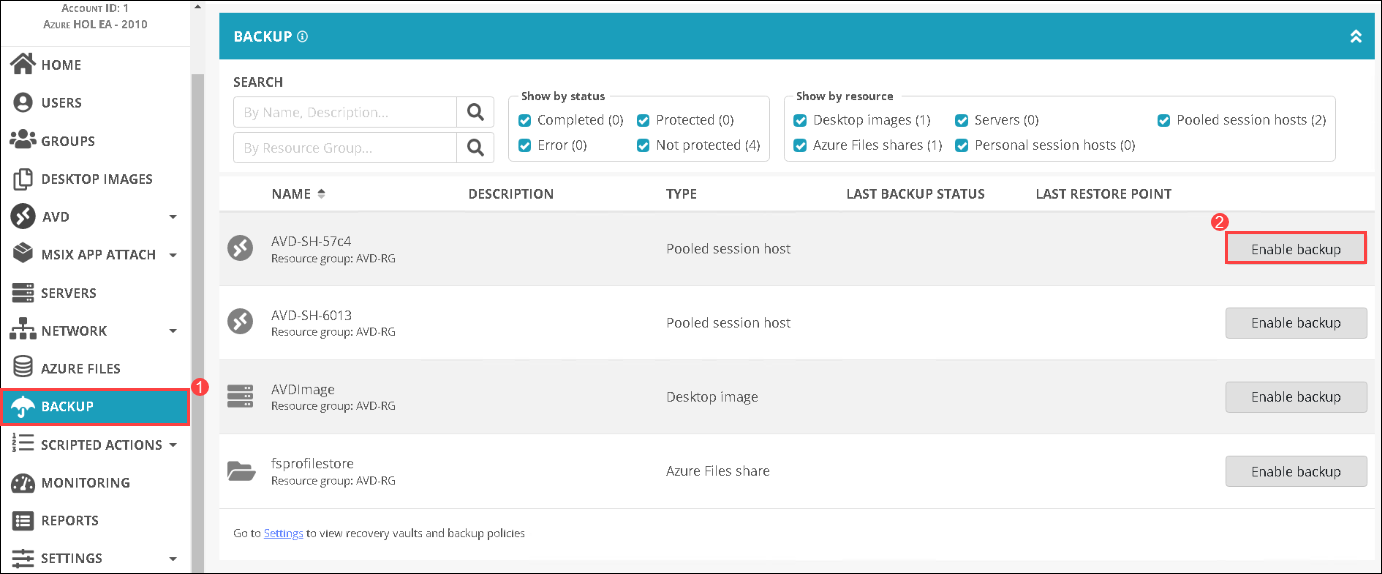 ACCOUNT ID: 1
AZURE HOL EA - 2010
HOME
USERS
GROUPS
DESKTOP IMAGES
AVD
MSIX APP ATTACH
SERVERS
NETWORK
AZURE FILES
1
BACKUP
SCRIPTED ACTIONS
MONITORING
REPORTS
SETTINGS
BACKUP
SEARCH
By Name, Description...
By Resource Group...
Show by status
Completed (0) Protected (0)
Error (0) Not protected (4)
Show by resource
Desktop images (1) Servers (0) Pooled session hosts (2)
Azure Files shares (1) Personal session hosts (0)
NAME DESCRIPTION TYPE LAST BACKUP STATUS LAST RESTORE POINT
2
AVD-SH-57c4
Resource group: AVD-RG
Pooled session host
Enable backup
AVD-SH-6013
Resource group: AVD-RG
Pooled session host
Enable backup
AVDImage
Resource group: AVD-RG
Desktop image
Enable backup
fsprofilestore
Resource group: AVD-RG
Azure Files share
Enable backup
Go to Settings to view recovery vaults and backup policies